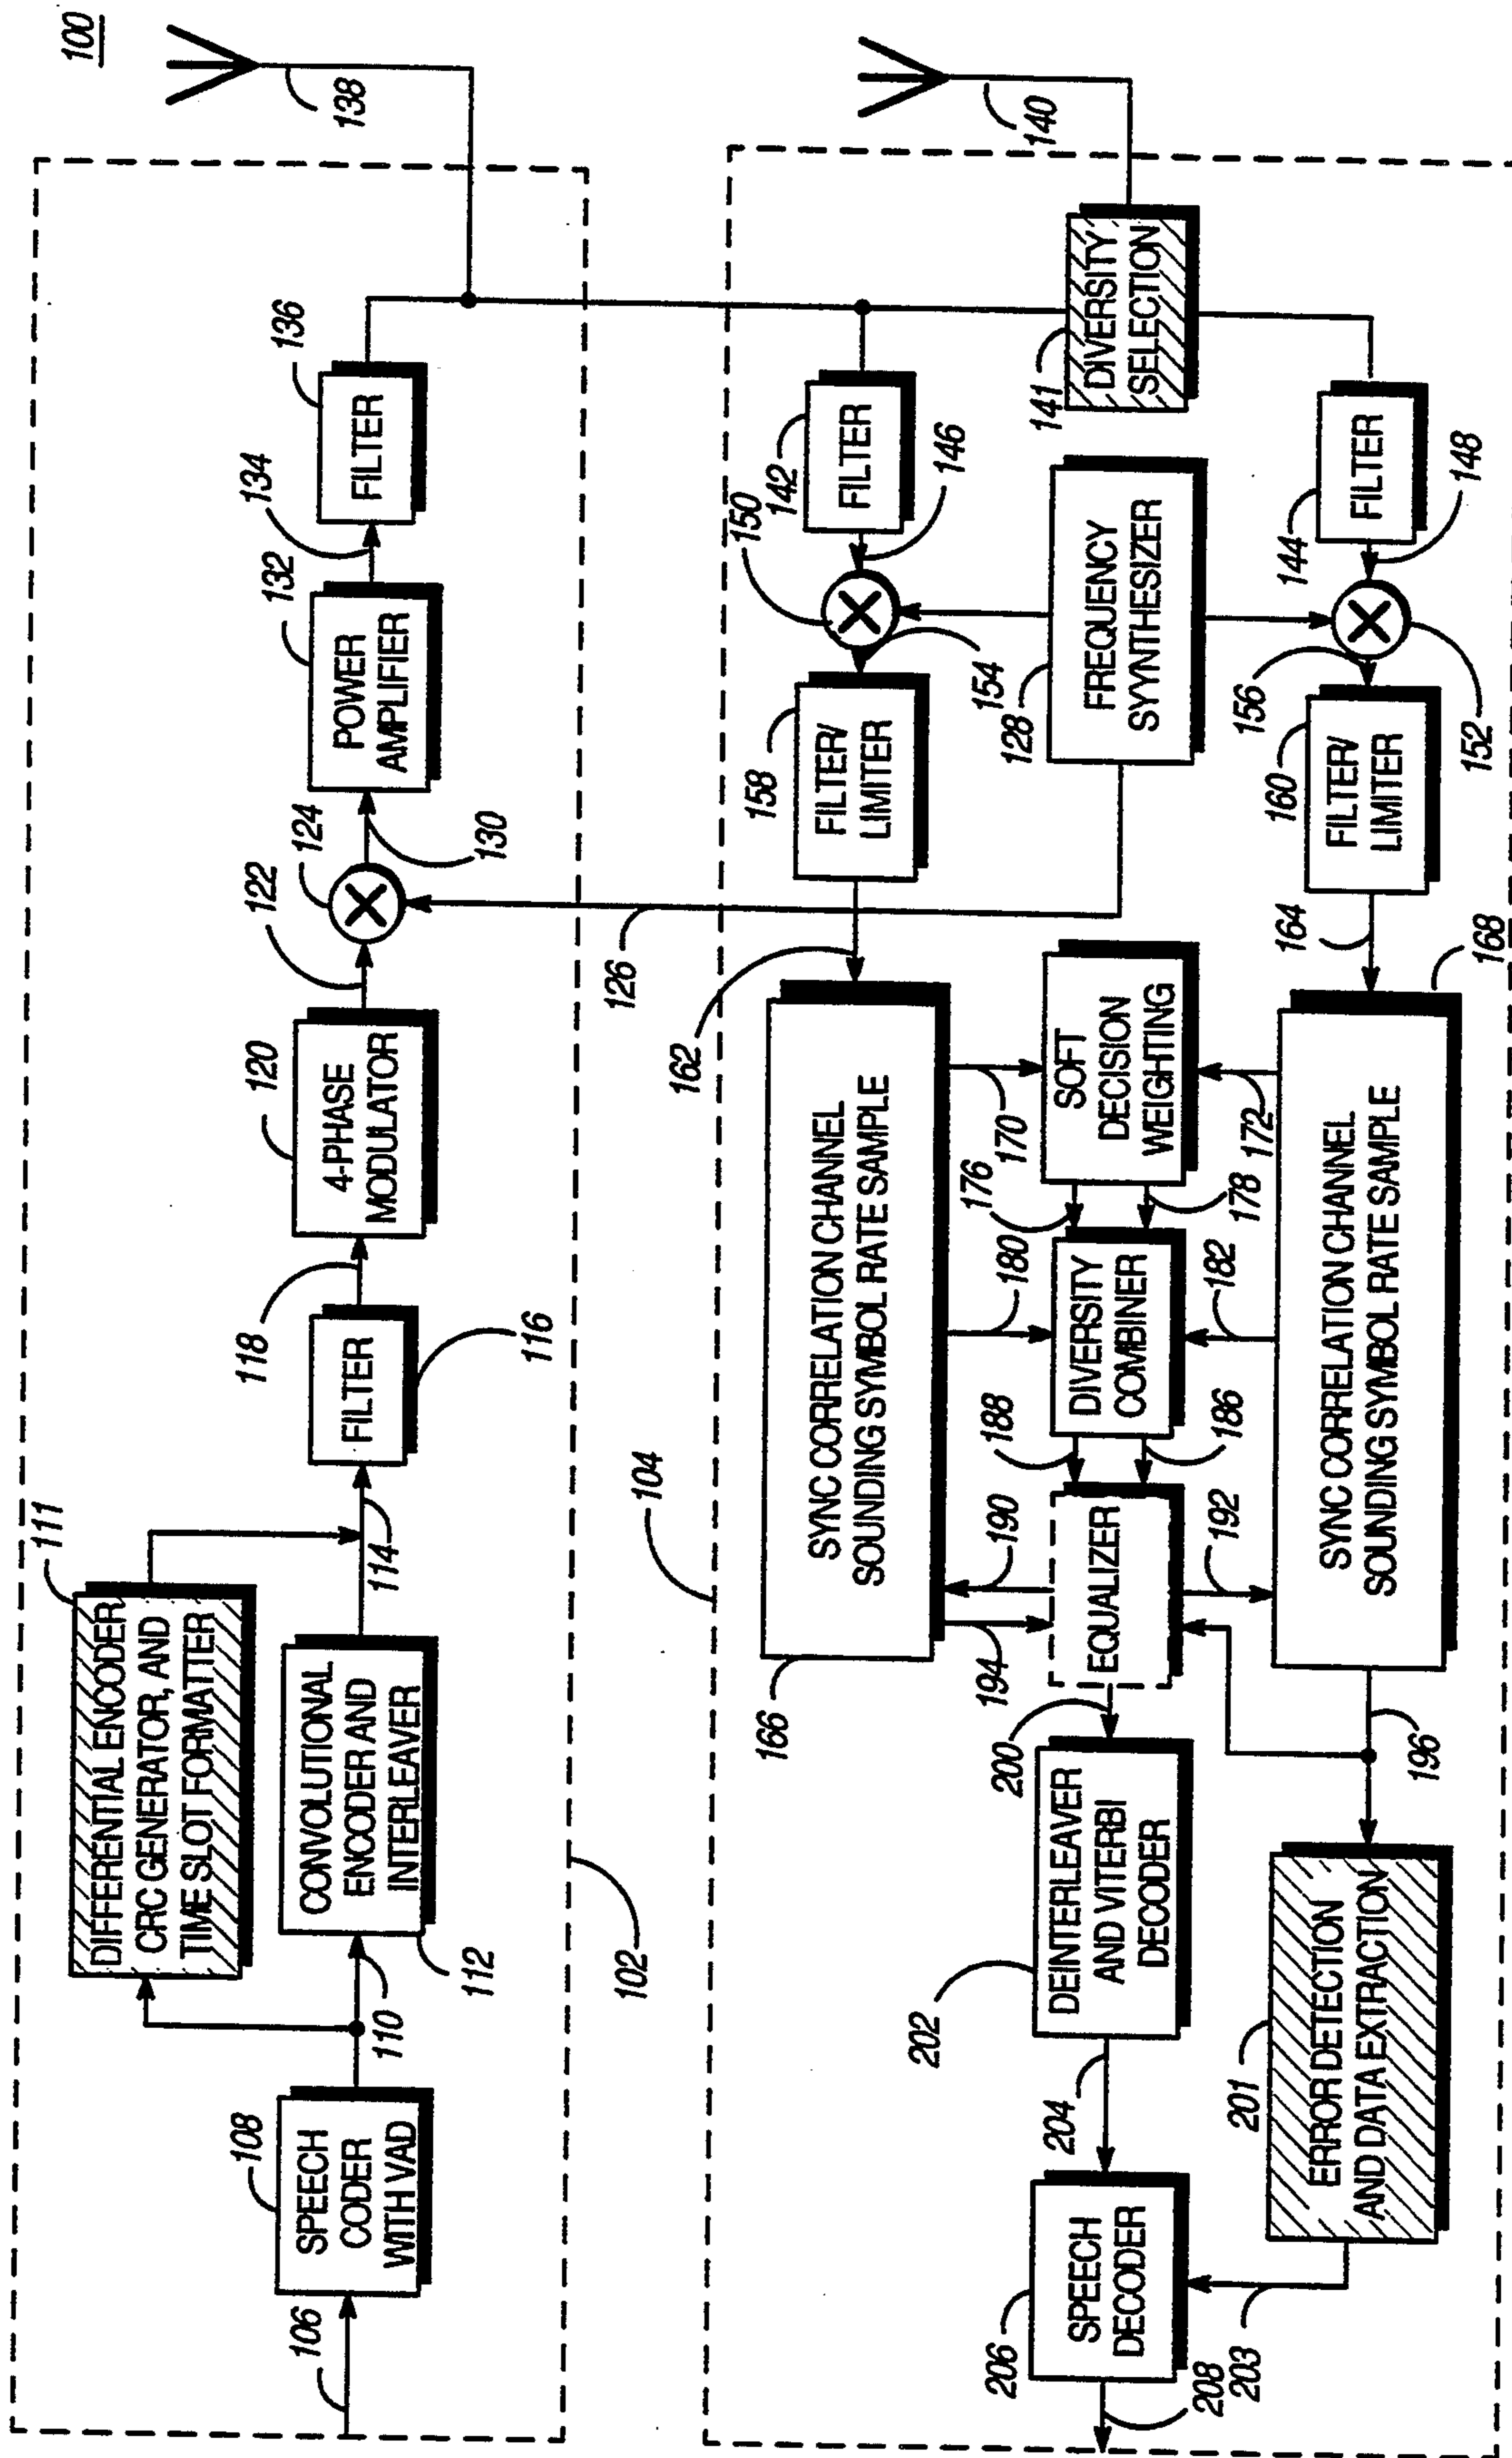 100
111
DIFFERENTIAL ENCODER
CRC GENERATOR, AND
TIME SLOT FORMATTER
106
108
SPEECH
CODER
WITH VAD
110
112
CONVOLUTIONAL
ENCODER AND
INTERLEAVER
114
116
FILTER
118
120
4-PHASE
MODULATOR
122
124
126
130
132
POWER
AMPLIFIER
134
136
FILTER
138
102
104
140
141
DIVERSITY
SELECTION
142
FILTER
146
150
154
158
FILTER/
LIMITER
162
128
FREQUENCY
SYYNTHESIZER
144
FILTER
148
152
156
160
FILTER/
LIMITER
164
166
SYNC CORRELATION CHANNEL
SOUNDING SYMBOL RATE SAMPLE
168
SYNC CORRELATION CHANNEL
SOUNDING SYMBOL RATE SAMPLE
170
172
SOFT
DECISION
WEIGHTING
176
178
180
182
DIVERSITY
COMBINER
188
186
190
192
194
EQUALIZER
196
200
202
DEINTERLEAVER
AND VITERBI
DECODER
204
201
ERROR DETECTION
AND DATA EXTRACTION
203
206
SPEECH
DECODER
208